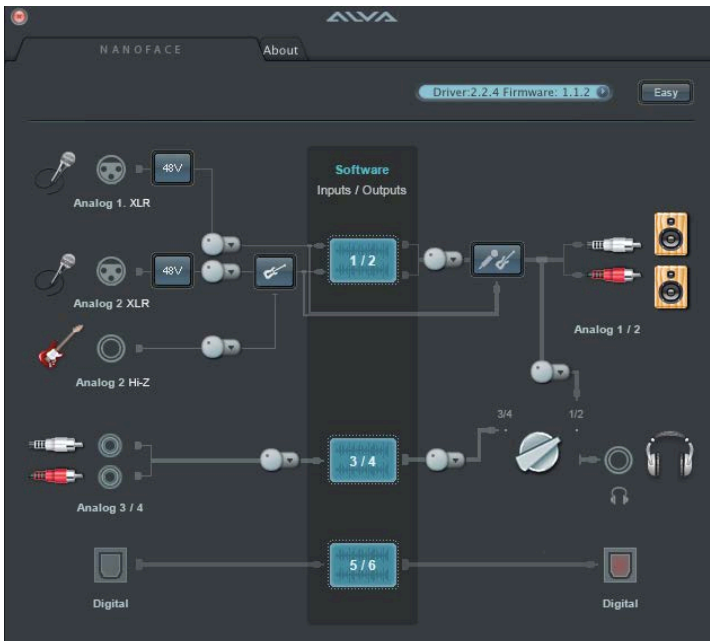 ALVA
NANOFACE
About
Driver:2.2.4 Firmware: 1.1.2
Easy
48V
Analog 1. XLR
Software
Inputs / Outputs
48V
Analog 2 XLR
1 / 2
Analog 1 / 2
Analog 2 Hi-Z
3/4
1/2
3 / 4
Analog 3 / 4
5 / 6
Digital
Digital